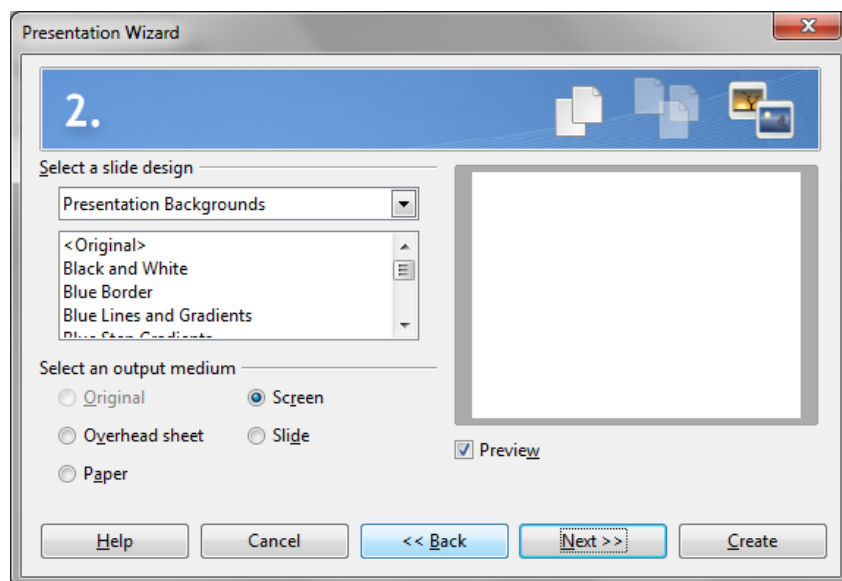 Presentation Wizard
2.
Select a slide design
Presentation Backgrounds
<Original>
Black and White
Blue Border
Blue Lines and Gradients
Select an output medium
Original
Screen
Overhead sheet
Slide
Paper
Preview
Help
Cancel
<< Back
Next >>
Create